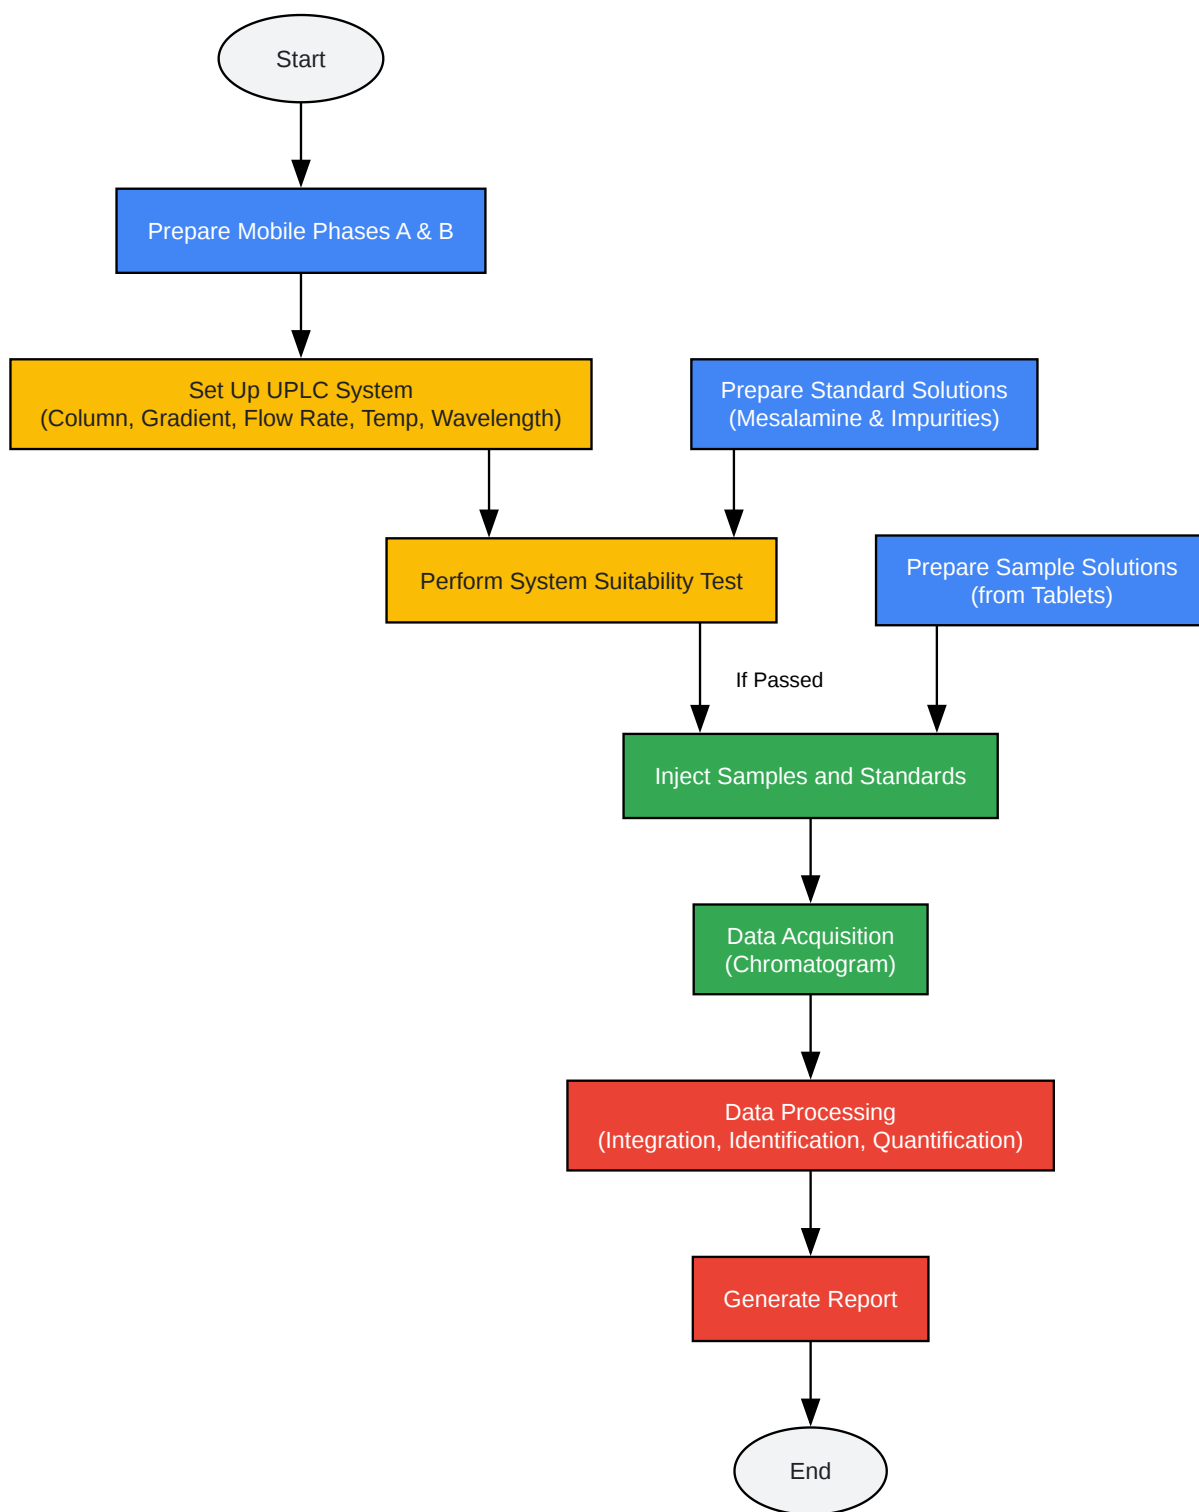 Start
Prepare Mobile Phases A & B
Set Up UPLC System
(Column, Gradient, Flow Rate, Temp, Wavelength)
Prepare Standard Solutions
(Mesalamine & Impurities)
Perform System Suitability Test
Prepare Sample Solutions
(from Tablets)
If Passed
Inject Samples and Standards
Data Acquisition
(Chromatogram)
Data Processing
(Integration, Identification, Quantification)
Generate Report
End